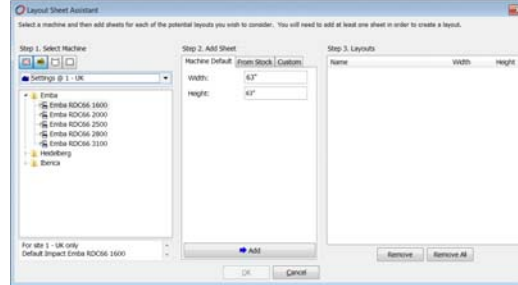 Layout Sheet Assistant
Select a machine and then add sheets for each of the potential layouts you wish to consider. You will need to add at least one sheet in order to create a layout.
Step 1. Select Machine
Step 2. Add Sheet
Step 3. Layouts
Machine Default From Stock Custom
Name Width Height
Settings @ 1 - UK
Width: 63"
Height: 63"
Emba
Emba RDC66 1600
Emba RDC66 2000
Emba RDC66 2500
Emba RDC66 2800
Emba RDC66 3100
Heidelberg
Iberica
For site 1 - UK only
Default Impact Emba RDC66 1600
Add
Remove Remove All
OK Cancel